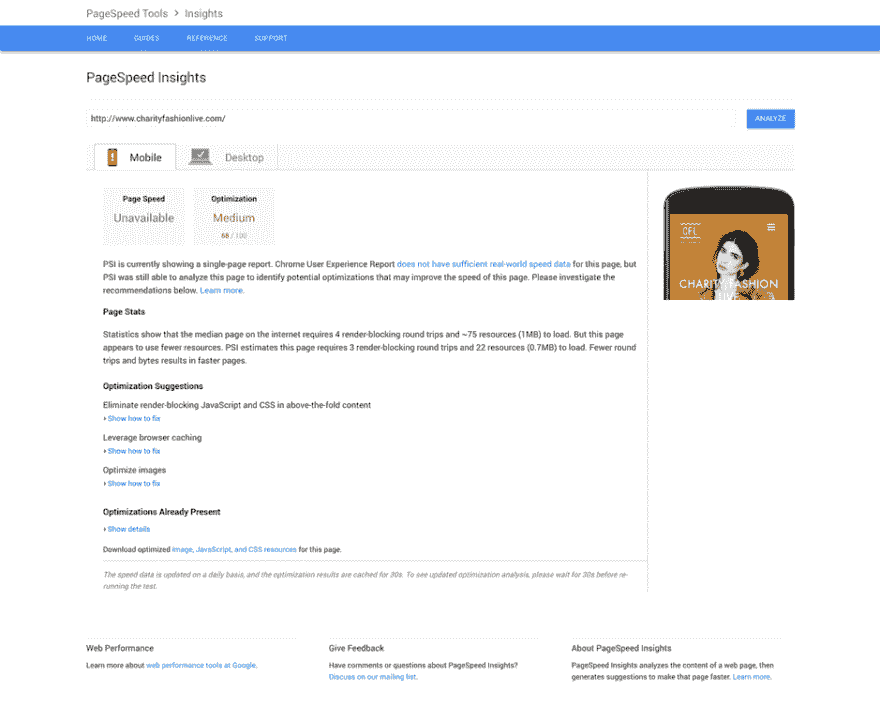 PageSpeed Tools > Insights
HOME GUIDES REFERENCE SUPPORT
PageSpeed Insights
http://www.charityfashionlive.com/
ANALYZE
Mobile
Desktop
Page Speed
Unavailable
Optimization
Medium
68 / 100
PSI is currently showing a single-page report. Chrome User Experience Report does not have sufficient real-world speed data for this page, but
PSI was still able to analyze this page to identify potential optimizations that may improve the speed of this page. Please investigate the
recommendations below. Learn more.
Page Stats
Statistics show that the median page on the internet requires 4 render-blocking round trips and ~75 resources (1MB) to load. But this page
appears to use fewer resources. PSI estimates this page requires 3 render-blocking round trips and 22 resources (0.7MB) to load. Fewer round
trips and bytes results in faster pages.
Optimization Suggestions
Eliminate render-blocking JavaScript and CSS in above-the-fold content
Show how to fix
Leverage browser caching
Show how to fix
Optimize images
Show how to fix
Optimizations Already Present
Show details
Download optimized image, JavaScript, and CSS resources for this page.
The speed data is updated on a daily basis, and the optimization results are cached for 30s. To see updated optimization analysis, please wait for 30s before re-
running the test.
CFL
CHARITY FASHION
LIVE
Web Performance
Learn more about web performance tools at Google.
Give Feedback
Have comments or questions about PageSpeed Insights?
Discuss on our mailing list.
About PageSpeed Insights
PageSpeed Insights analyzes the content of a web page, then
generates suggestions to make that page faster. Learn more.